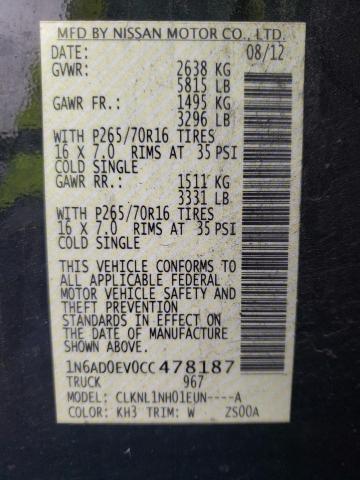 MFD BY NISSAN MOTOR CO., LTD.
DATE: 08/12
GVWR: 2638 KG
5815 LB
GAWR FR.: 1495 KG
3296 LB
WITH P265/70R16 TIRES
16 X 7.0 RIMS AT 35 PSI
COLD SINGLE
GAWR RR.: 1511 KG
3331 LB
WITH P265/70R16 TIRES
16 X 7.0 RIMS AT 35 PSI
COLD SINGLE
THIS VEHICLE CONFORMS TO
ALL APPLICABLE FEDERAL
MOTOR VEHICLE SAFETY AND
THEFT PREVENTION
STANDARDS IN EFFECT ON
THE DATE OF MANUFACTURE
SHOWN ABOVE.
1N6AD0EV0CC478187
TRUCK 967
MODEL: CLKNL1NH01EUN----A
COLOR: KH3 TRIM: W ZS00A